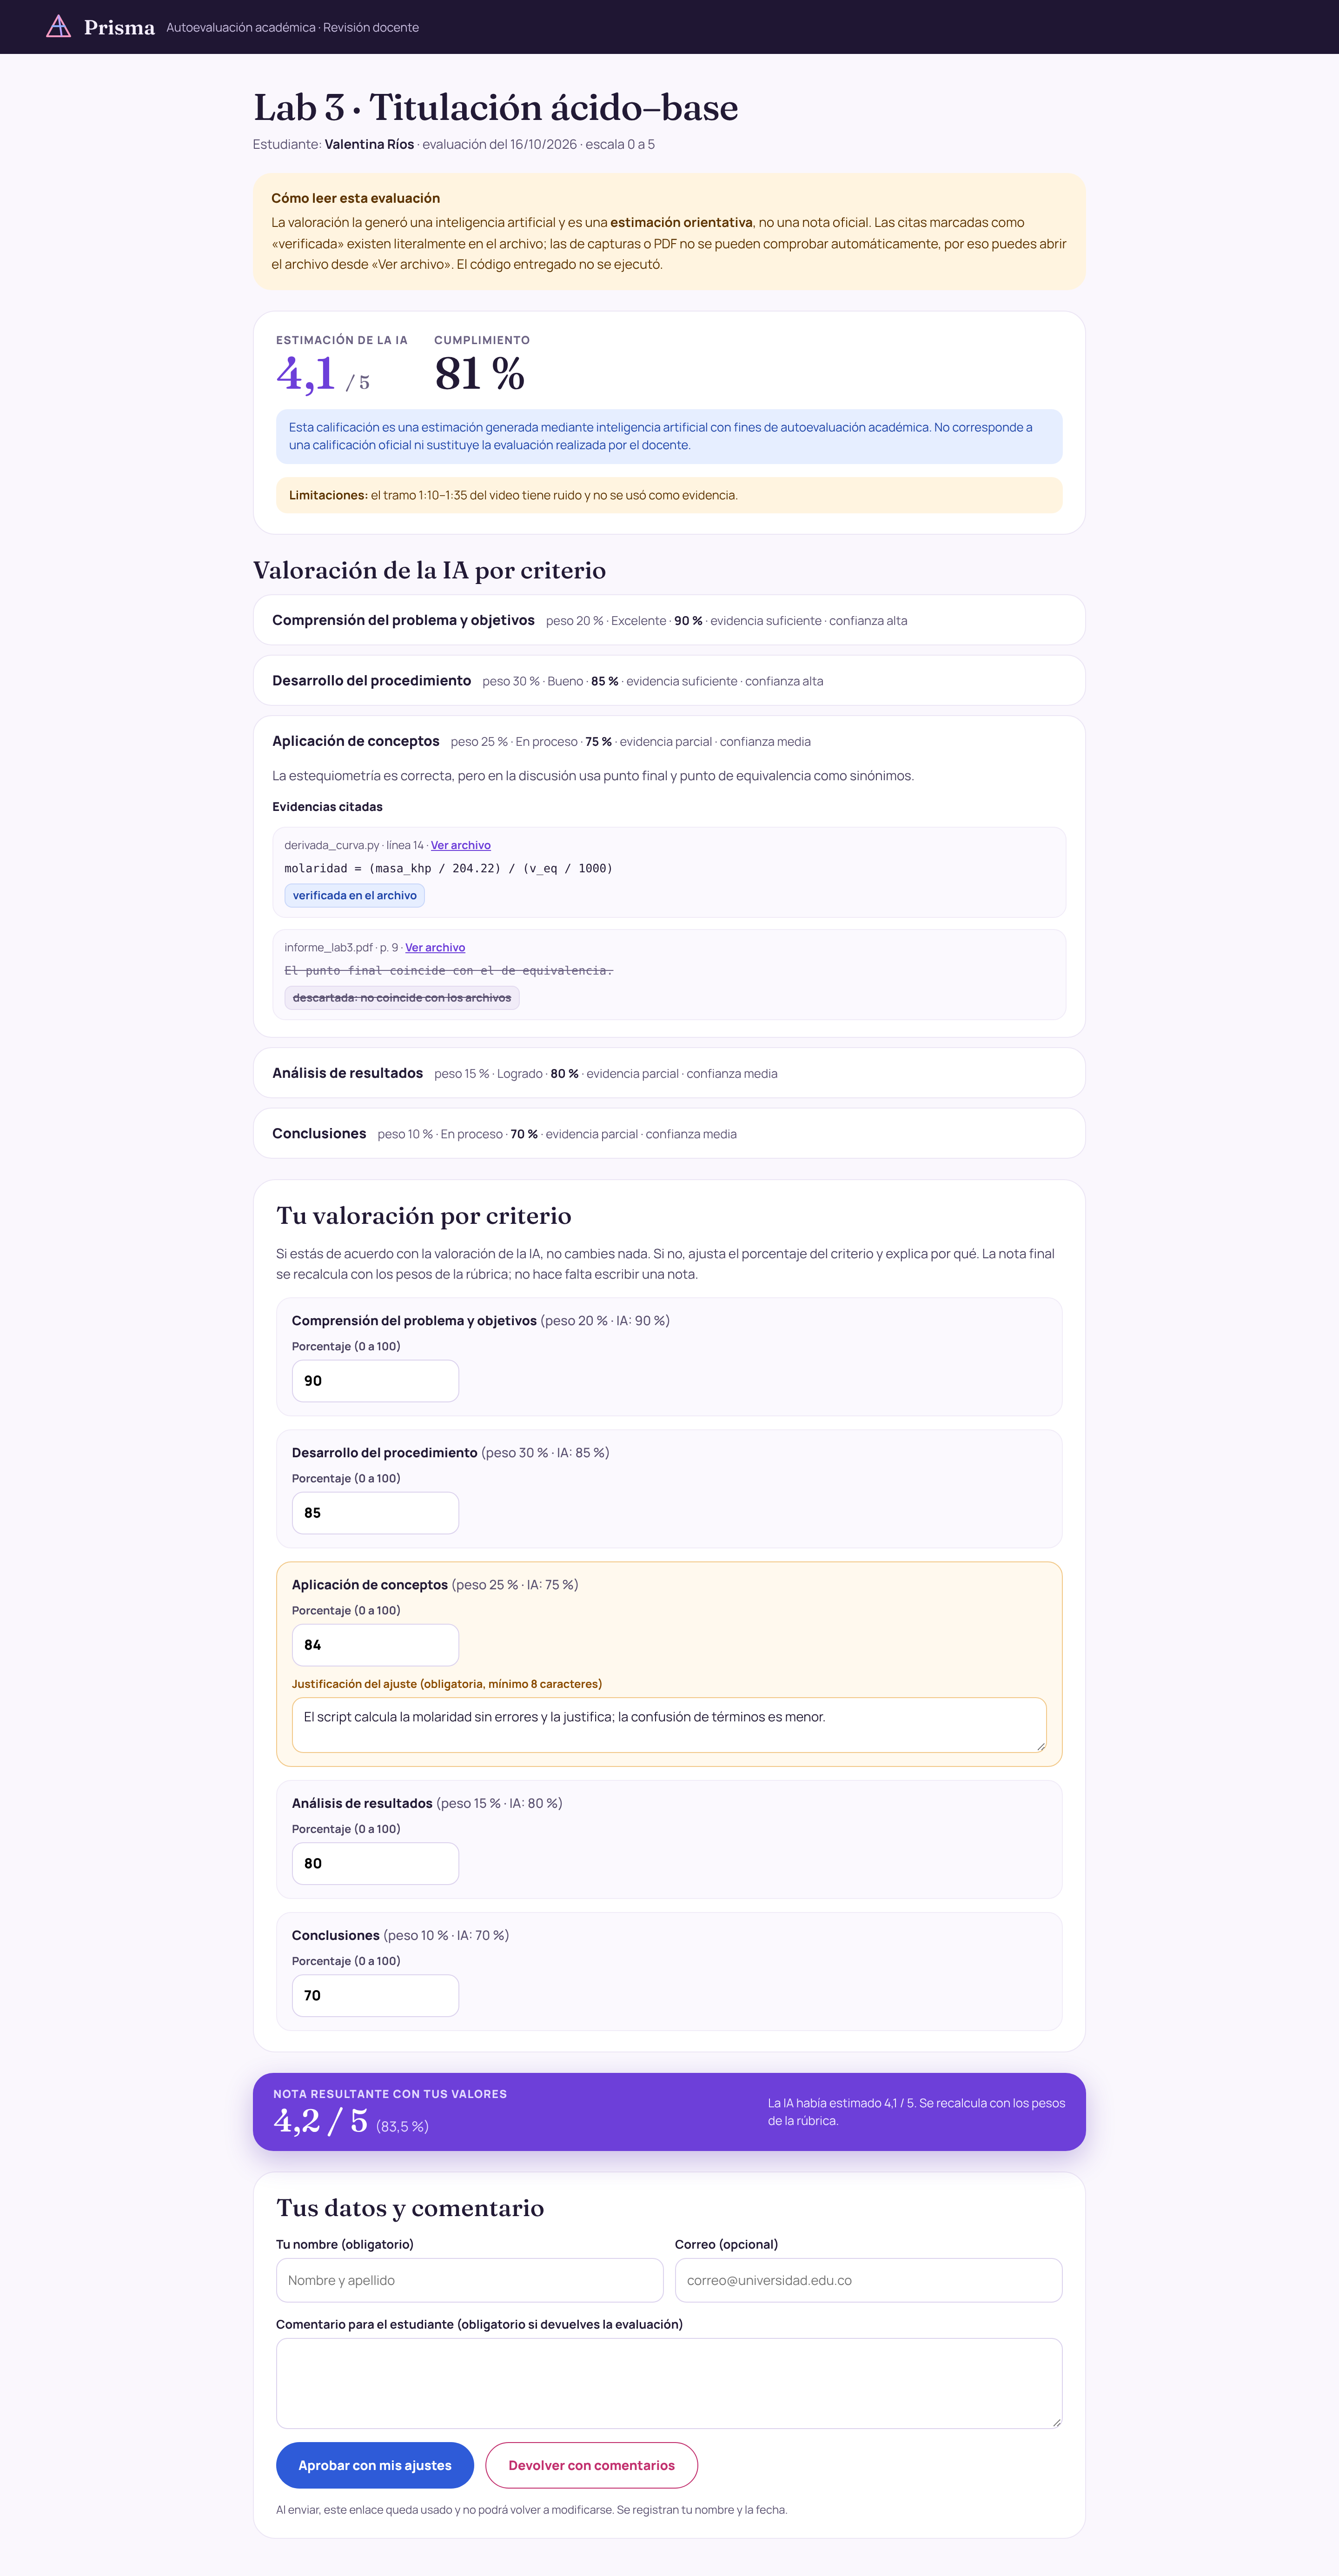 Prisma Autoevaluación académica · Revisión docente
Lab 3 · Titulación ácido–base
Estudiante: Valentina Ríos · evaluación del 16/10/2026 · escala 0 a 5
Cómo leer esta evaluación
La valoración la generó una inteligencia artificial y es una estimación orientativa, no una nota oficial. Las citas marcadas como
«verificada» existen literalmente en el archivo; las de capturas o PDF no se pueden comprobar automáticamente, por eso puedes abrir
el archivo desde «Ver archivo». El código entregado no se ejecutó.
ESTIMACIÓN DE LA IA
4,1 / 5
CUMPLIMIENTO
81 %
Esta calificación es una estimación generada mediante inteligencia artificial con fines de autoevaluación académica. No corresponde a
una calificación oficial ni sustituye la evaluación realizada por el docente.
Limitaciones: el tramo 1:10–1:35 del video tiene ruido y no se usó como evidencia.
Valoración de la IA por criterio
Comprensión del problema y objetivos peso 20 % · Excelente · 90 % · evidencia suficiente · confianza alta
Desarrollo del procedimiento peso 30 % · Bueno · 85 % · evidencia suficiente · confianza alta
Aplicación de conceptos peso 25 % · En proceso · 75 % · evidencia parcial · confianza media
La estequiometría es correcta, pero en la discusión usa punto final y punto de equivalencia como sinónimos.
Evidencias citadas
derivada_curva.py · línea 14 · Ver archivo
molaridad = (masa_khp / 204.22) / (v_eq / 1000)
verificada en el archivo
informe_lab3.pdf · p. 9 · Ver archivo
El punto final coincide con el de equivalencia.
descartada: no coincide con los archivos
Análisis de resultados peso 15 % · Logrado · 80 % · evidencia parcial · confianza media
Conclusiones peso 10 % · En proceso · 70 % · evidencia parcial · confianza media
Tu valoración por criterio
Si estás de acuerdo con la valoración de la IA, no cambies nada. Si no, ajusta el porcentaje del criterio y explica por qué. La nota final
se recalcula con los pesos de la rúbrica; no hace falta escribir una nota.
Comprensión del problema y objetivos (peso 20 % · IA: 90 %)
Porcentaje (0 a 100)
90
Desarrollo del procedimiento (peso 30 % · IA: 85 %)
Porcentaje (0 a 100)
85
Aplicación de conceptos (peso 25 % · IA: 75 %)
Porcentaje (0 a 100)
84
Justificación del ajuste (obligatoria, mínimo 8 caracteres)
El script calcula la molaridad sin errores y la justifica; la confusión de términos es menor.
Análisis de resultados (peso 15 % · IA: 80 %)
Porcentaje (0 a 100)
80
Conclusiones (peso 10 % · IA: 70 %)
Porcentaje (0 a 100)
70
NOTA RESULTANTE CON TUS VALORES
4,2 / 5 (83,5 %)
La IA había estimado 4,1 / 5. Se recalcula con los pesos
de la rúbrica.
Tus datos y comentario
Tu nombre (obligatorio)
Nombre y apellido
Correo (opcional)
correo@universidad.edu.co
Comentario para el estudiante (obligatorio si devuelves la evaluación)
Aprobar con mis ajustes
Devolver con comentarios
Al enviar, este enlace queda usado y no podrá volver a modificarse. Se registran tu nombre y la fecha.